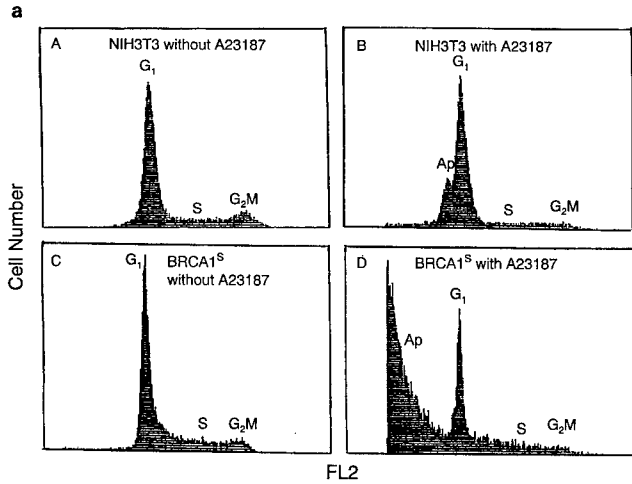 a
A NIH3T3 without A23187
G₁
S
G₂M
B NIH3T3 with A23187
G₁
Ap
S
G₂M
C G₁ BRCA1ˢ
without A23187
S
G₂M
D BRCA1ˢ with A23187
G₁
Ap
S
G₂M
Cell Number
FL2